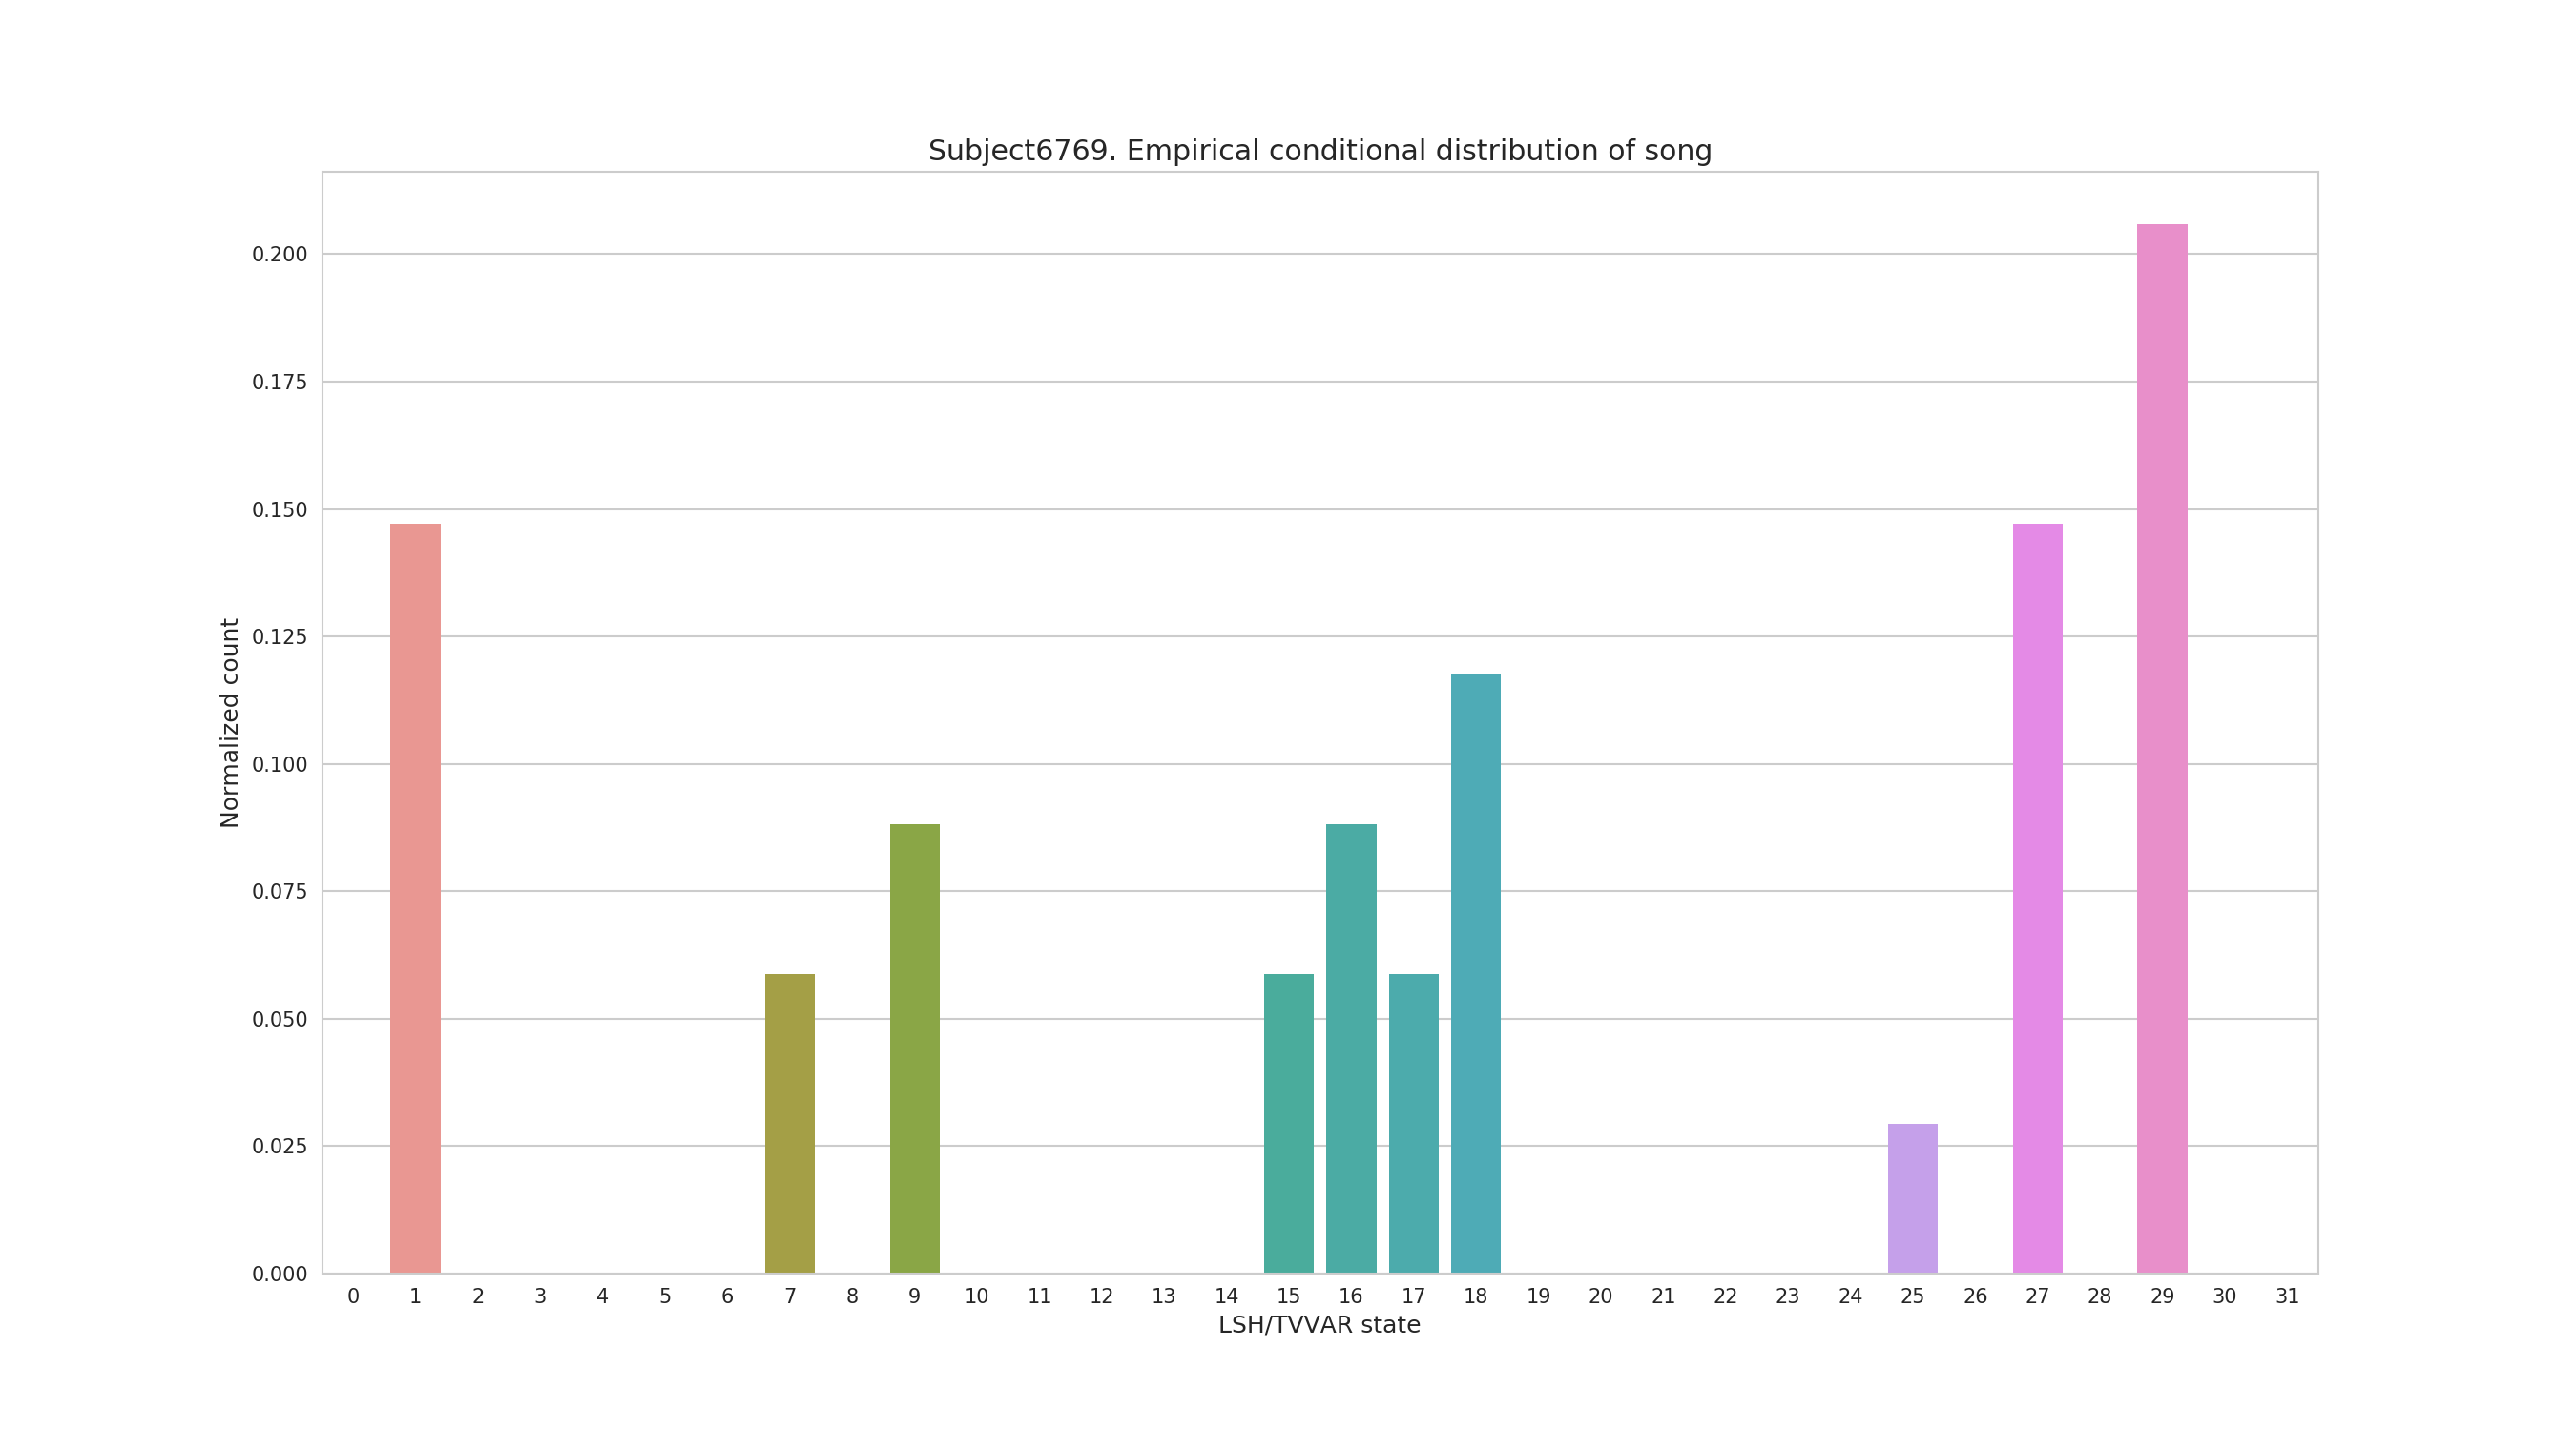 Subject6769. Empirical conditional distribution of song
Normalized count
0.200
0.175
0.150
0.125
0.100
0.075
0.050
0.025
0.000
0 1 2 3 4 5 6 7 8 9 10 11 12 13 14 15 16 17 18 19 20 21 22 23 24 25 26 27 28 29 30 31
LSH/TVVAR state